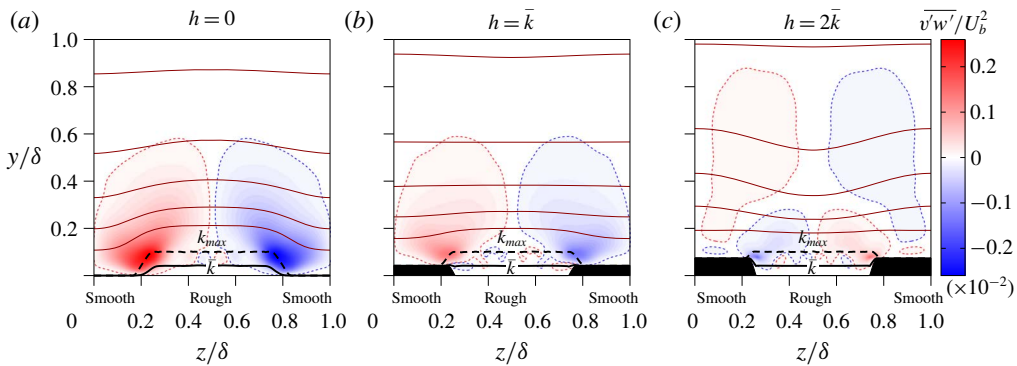 (a) h = 0 (b) h = k̄ (c) h = 2k̄ \overline{v′w′}/U_b^2
1.0
0.8
0.6
y/δ
0.4
0.2
k_max k_max k_max
k̄ k̄ k̄
0.2
0.1
0
−0.1
−0.2
(×10−2)
Smooth Rough Smooth Smooth Rough Smooth Smooth Rough Smooth
0 0.2 0.4 0.6 0.8 1.0 0 0.2 0.4 0.6 0.8 1.0 0 0.2 0.4 0.6 0.8 1.0
z/δ z/δ z/δ